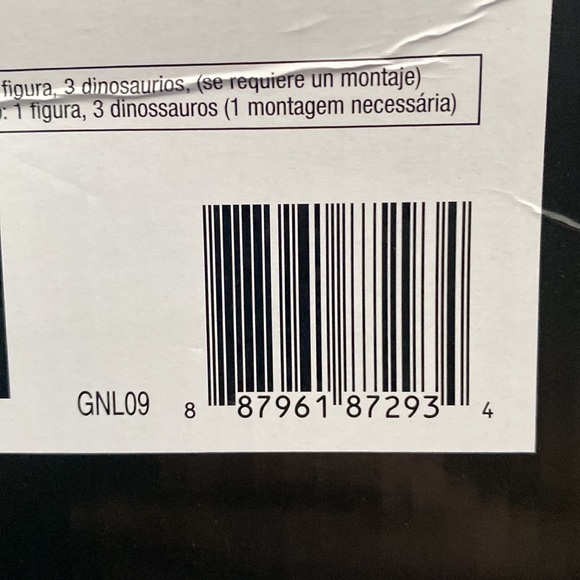 figura, 3 dinosaurios, (se requiere un montaje)
: 1 figura, 3 dinossauros (1 montagem necessária)
GNL09
8 87961 87293 4